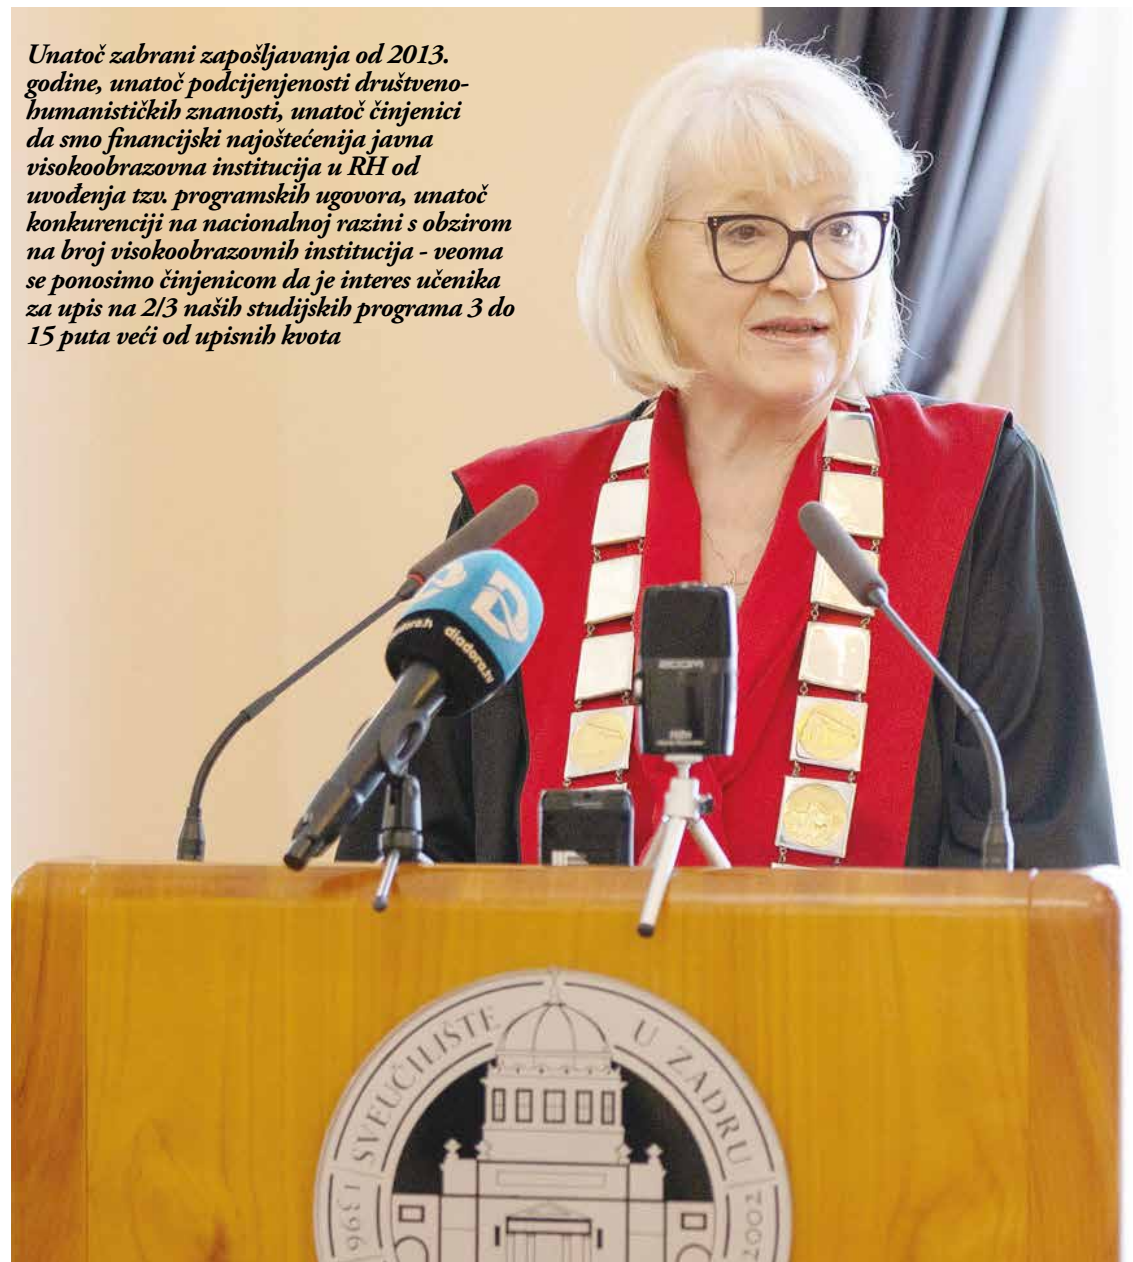 Unatoč zabrani zapošljavanja od 2013.
godine, unatoč podcijenjenosti društveno-
humanističkih znanosti, unatoč činjenici
da smo financijski najoštećenija javna
visokoobrazovna institucija u RH od
uvođenja tzv. programskih ugovora, unatoč
konkurenciji na nacionalnoj razini s obzirom
na broj visokoobrazovnih institucija - veoma
se ponosimo činjenicom da je interes učenika
za upis na 2/3 naših studijskih programa 3 do
15 puta veći od upisnih kvota
diadora.tv
zoom
SVEUČILIŠTE U ZADRU
1396
2002